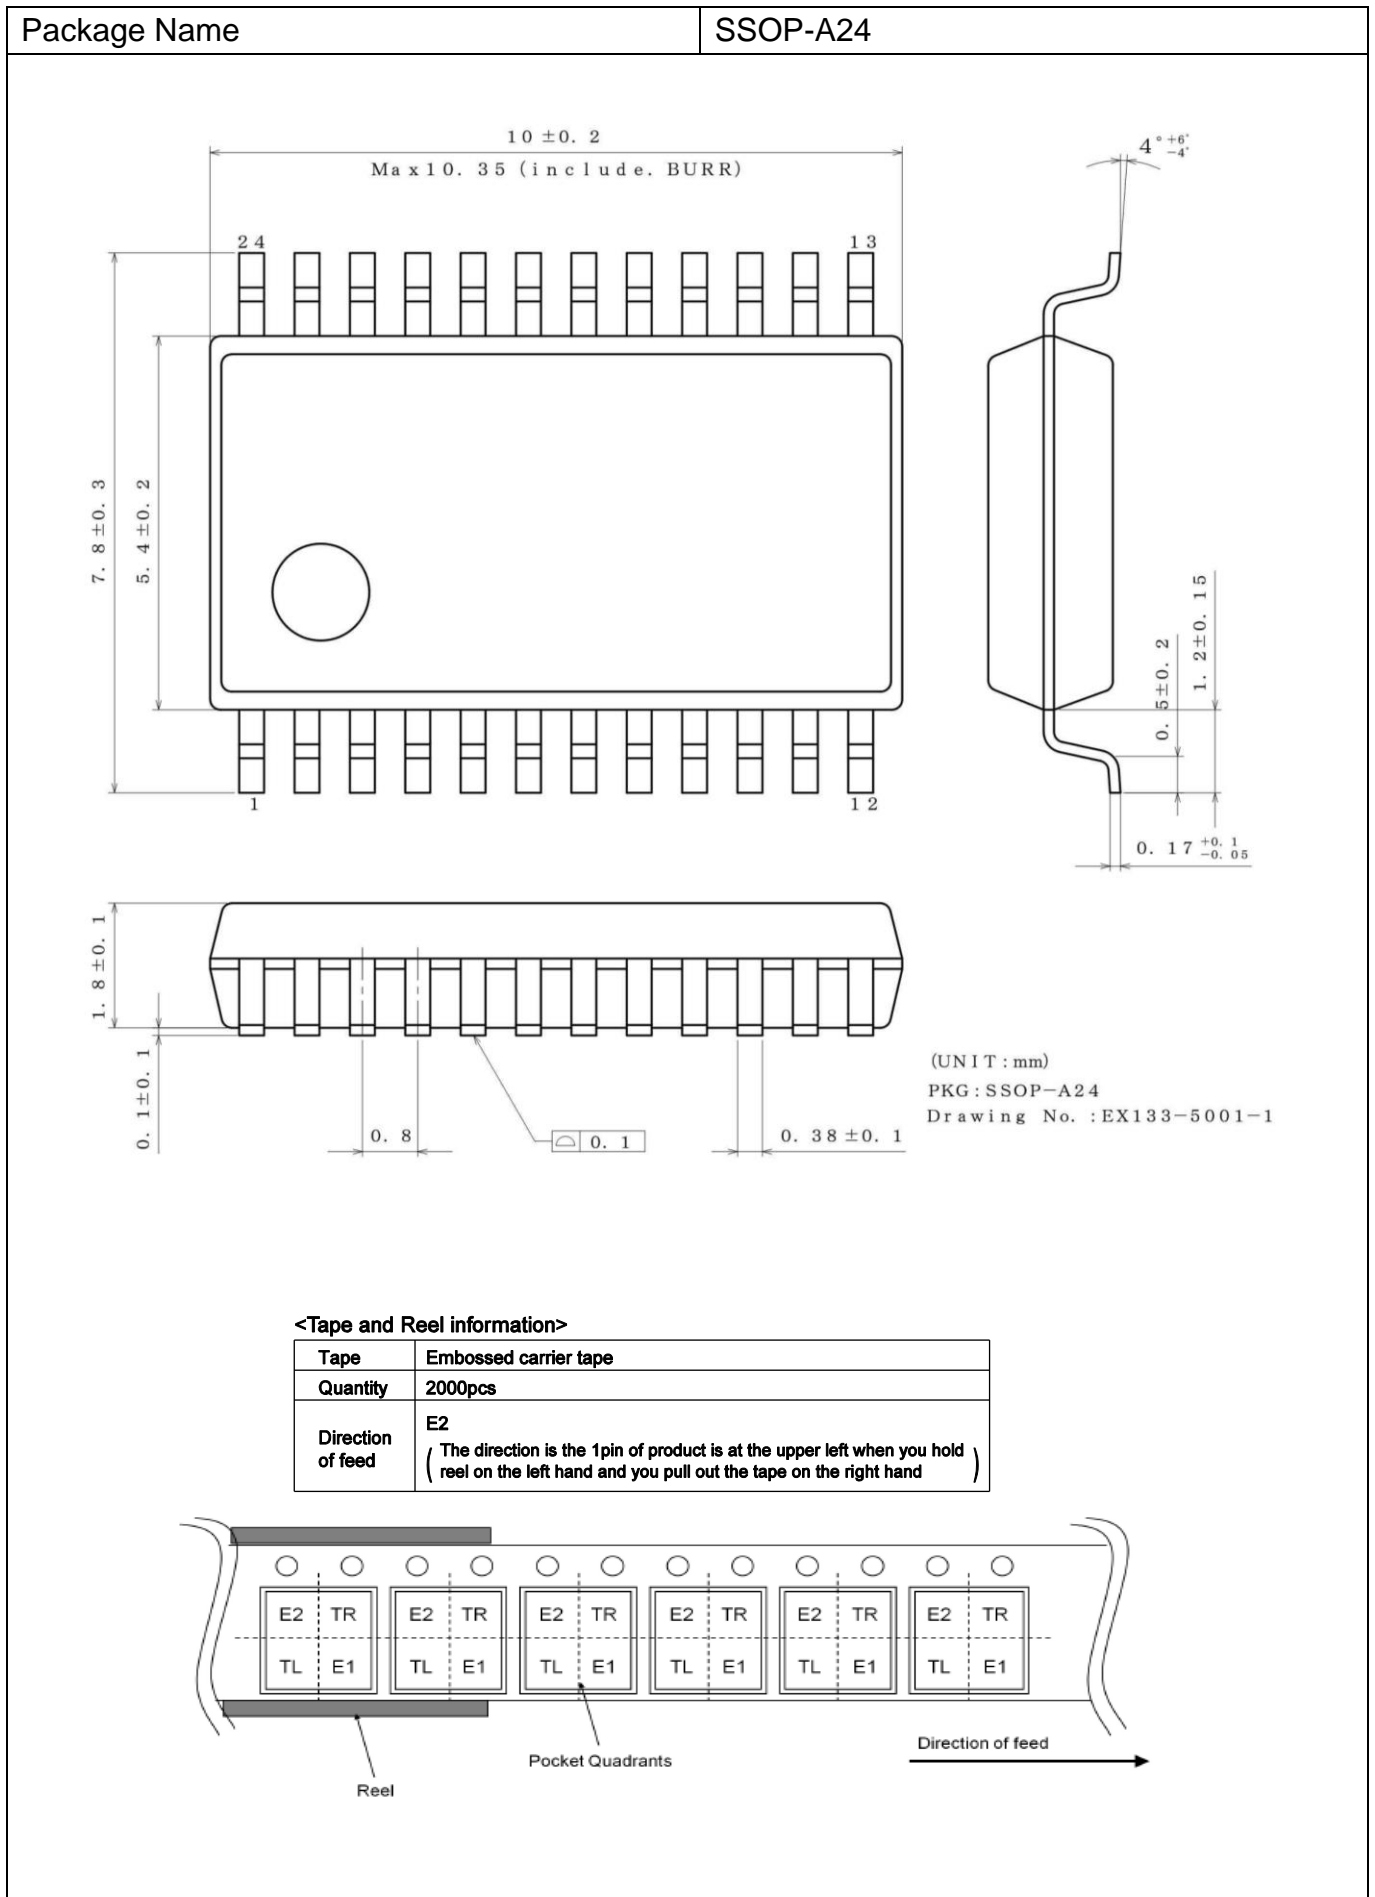 Package Name
SSOP-A24
10±0. 2
Max10. 35 (include. BURR)
4° +6° -4°
24
13
7. 8±0. 3
5. 4±0. 2
1
12
0. 5±0. 2
1. 2±0. 15
0. 17 +0. 1 -0. 05
1. 8±0. 1
0. 1±0. 1
0. 8
0. 1
0. 38±0. 1
(UNIT:mm)
PKG:SSOP-A24
Drawing No. :EX133-5001-1
<Tape and Reel information>
Tape
Embossed carrier tape
Quantity
2000pcs
Direction
of feed
E2
( The direction is the 1pin of product is at the upper left when you hold
reel on the left hand and you pull out the tape on the right hand )
E2 TR E2 TR E2 TR E2 TR E2 TR E2 TR
TL E1 TL E1 TL E1 TL E1 TL E1 TL E1
Direction of feed
Pocket Quadrants
Reel